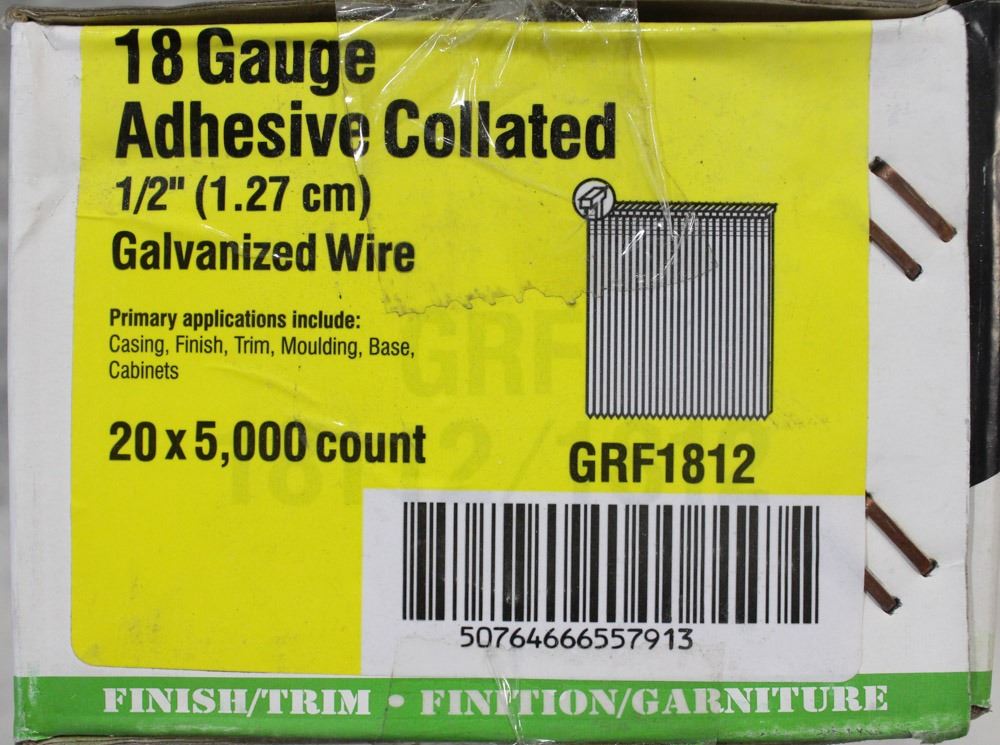 18 Gauge
Adhesive Collated
1/2" (1.27 cm)
Galvanized Wire
Primary applications include:
Casing, Finish, Trim, Moulding, Base,
Cabinets
20 x 5,000 count
GRF
GRF1812
50764666557913
FINISH/TRIM • FINITION/GARNITURE